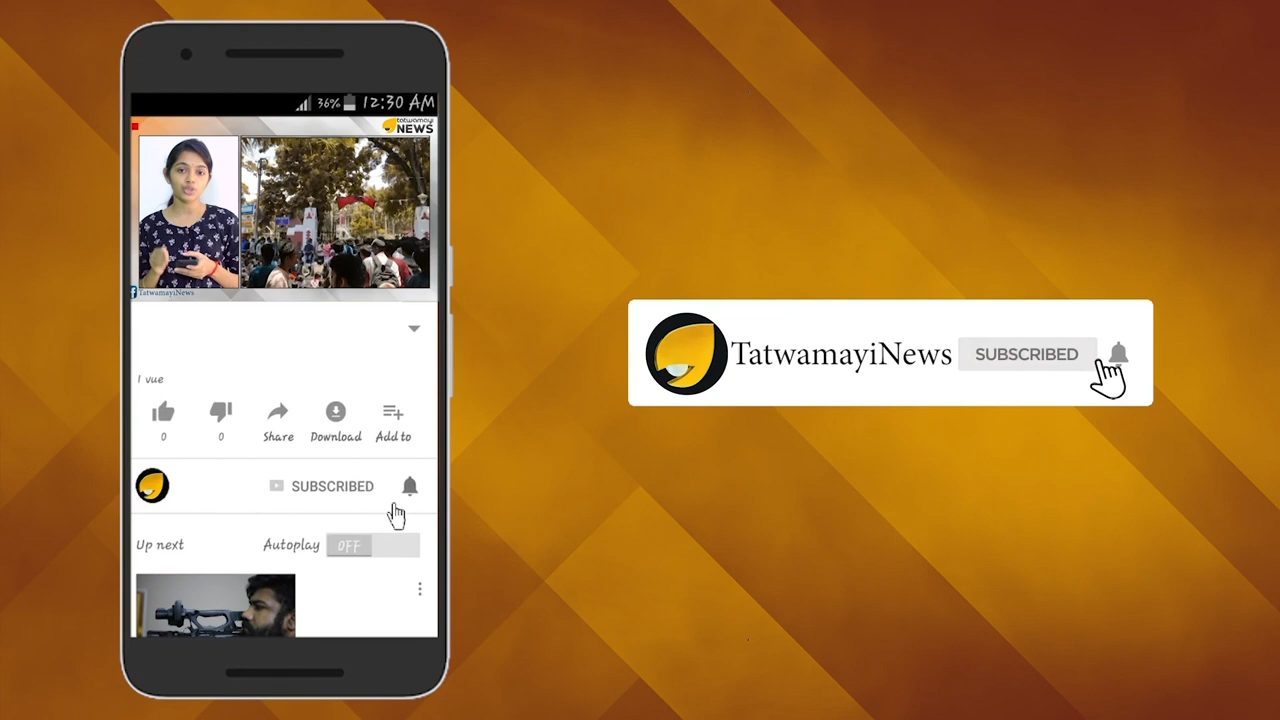 36% 12:30 AM
tatwamayi
NEWS
TatwamayiNews
1 vue
0 0 Share Download Add to
SUBSCRIBED
Up next Autoplay OFF
TatwamayiNews SUBSCRIBED